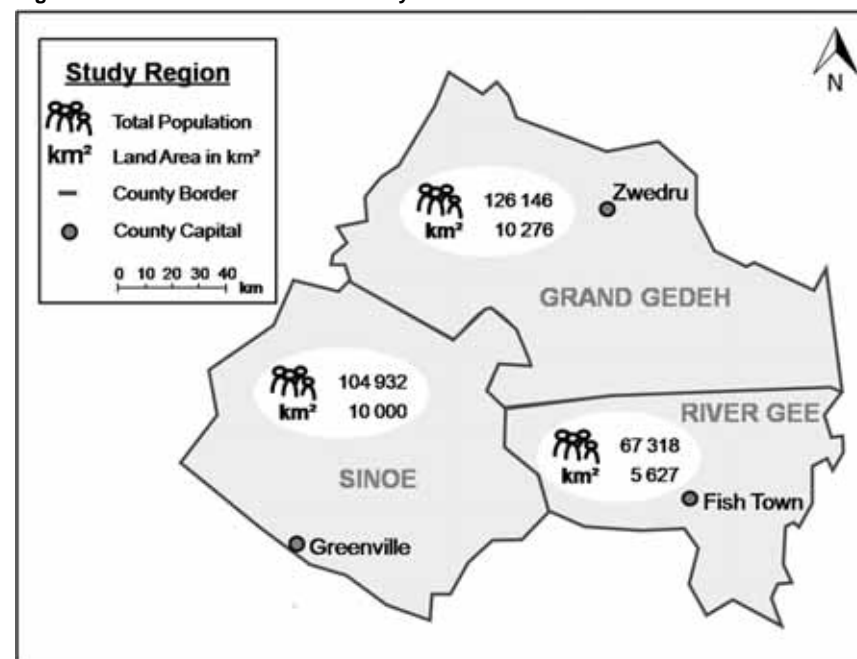 Study Region
Total Population
km² Land Area in km²
County Border
County Capital
0 10 20 30 40 km
N
Zwedru
126 146
km² 10 276
GRAND GEDEH
104 932
km² 10 000
SINOE
Greenville
RIVER GEE
67 318
km² 5 627
Fish Town